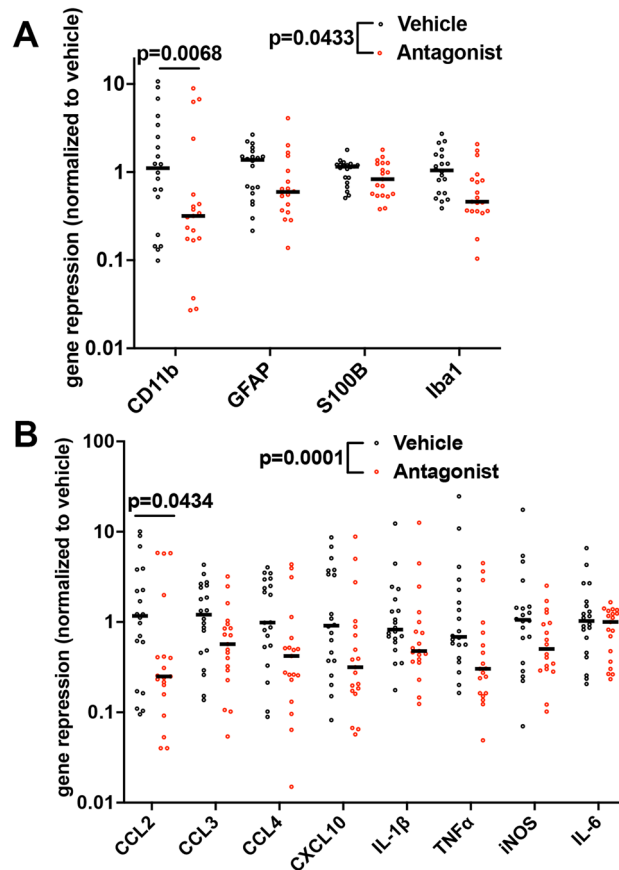 A
Vehicle
p=0.0433
Antagonist
p=0.0068
gene repression (normalized to vehicle)
10
1
0.1
0.01
CD11b
GFAP
S100B
Iba1
B
Vehicle
p=0.0001
Antagonist
p=0.0434
gene repression (normalized to vehicle)
100
10
1
0.1
0.01
CCL2
CCL3
CCL4
CXCL10
IL-1β
TNFα
iNOS
IL-6